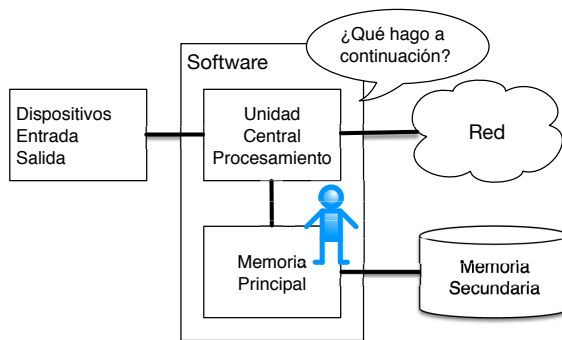 ¿Qué hago a
continuación?
Software
Dispositivos
Entrada
Salida
Unidad
Central
Procesamiento
Red
Memoria
Principal
Memoria
Secundaria